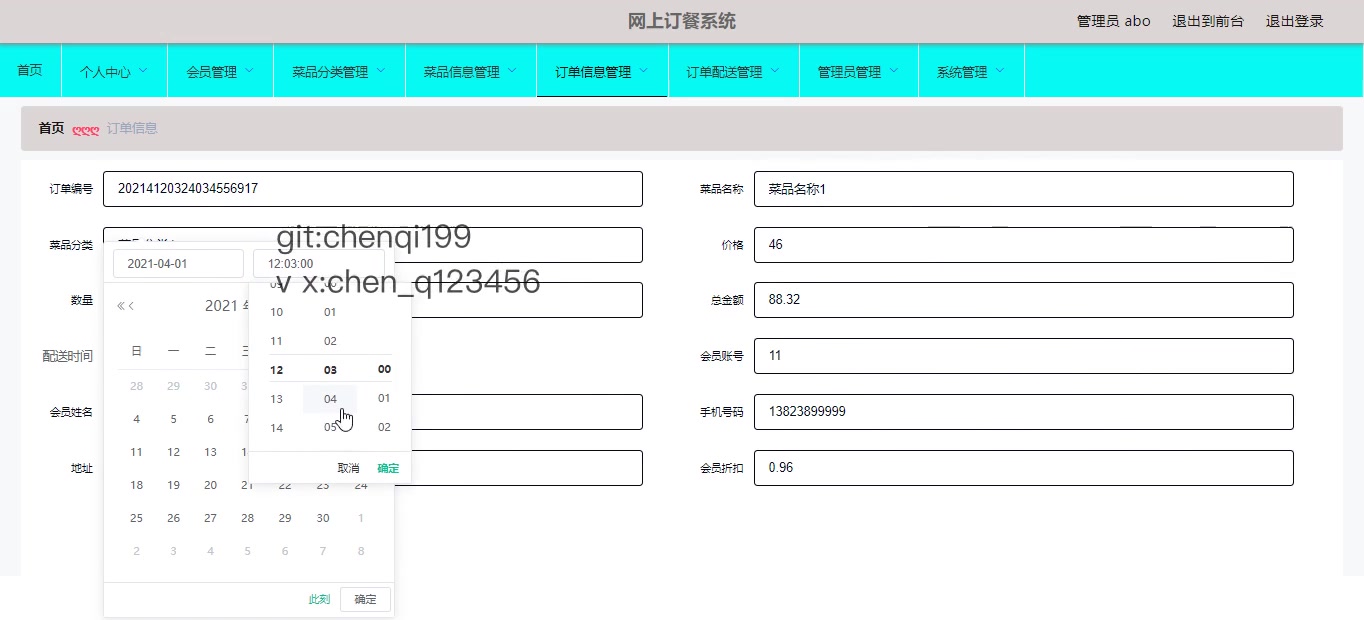 网上订餐系统
管理员 abo 退出到前台 退出登录
首页 个人中心 会员管理 菜品分类管理 菜品信息管理 订单信息管理 订单配送管理 管理员管理 系统管理
首页 ღღღ 订单信息
订单编号 20214120324034556917 菜品名称 菜品名称1
git:chenqi199
菜品分类 价格 46
2021-04-01 12:03:00
v x:chen_q123456
数量 总金额 88.32
« ‹ 2021
10 01
11 02
配送时间 日 一 二 三 会员账号 11
12 03 00
28 29 30
13 04 01
会员姓名 手机号码 13823899999
4 5 6 7
14 05 02
11 12 13
地址 取消 确定 会员折扣 0.96
18 19 20 21 22 23 24
25 26 27 28 29 30 1
2 3 4 5 6 7 8
此刻 确定